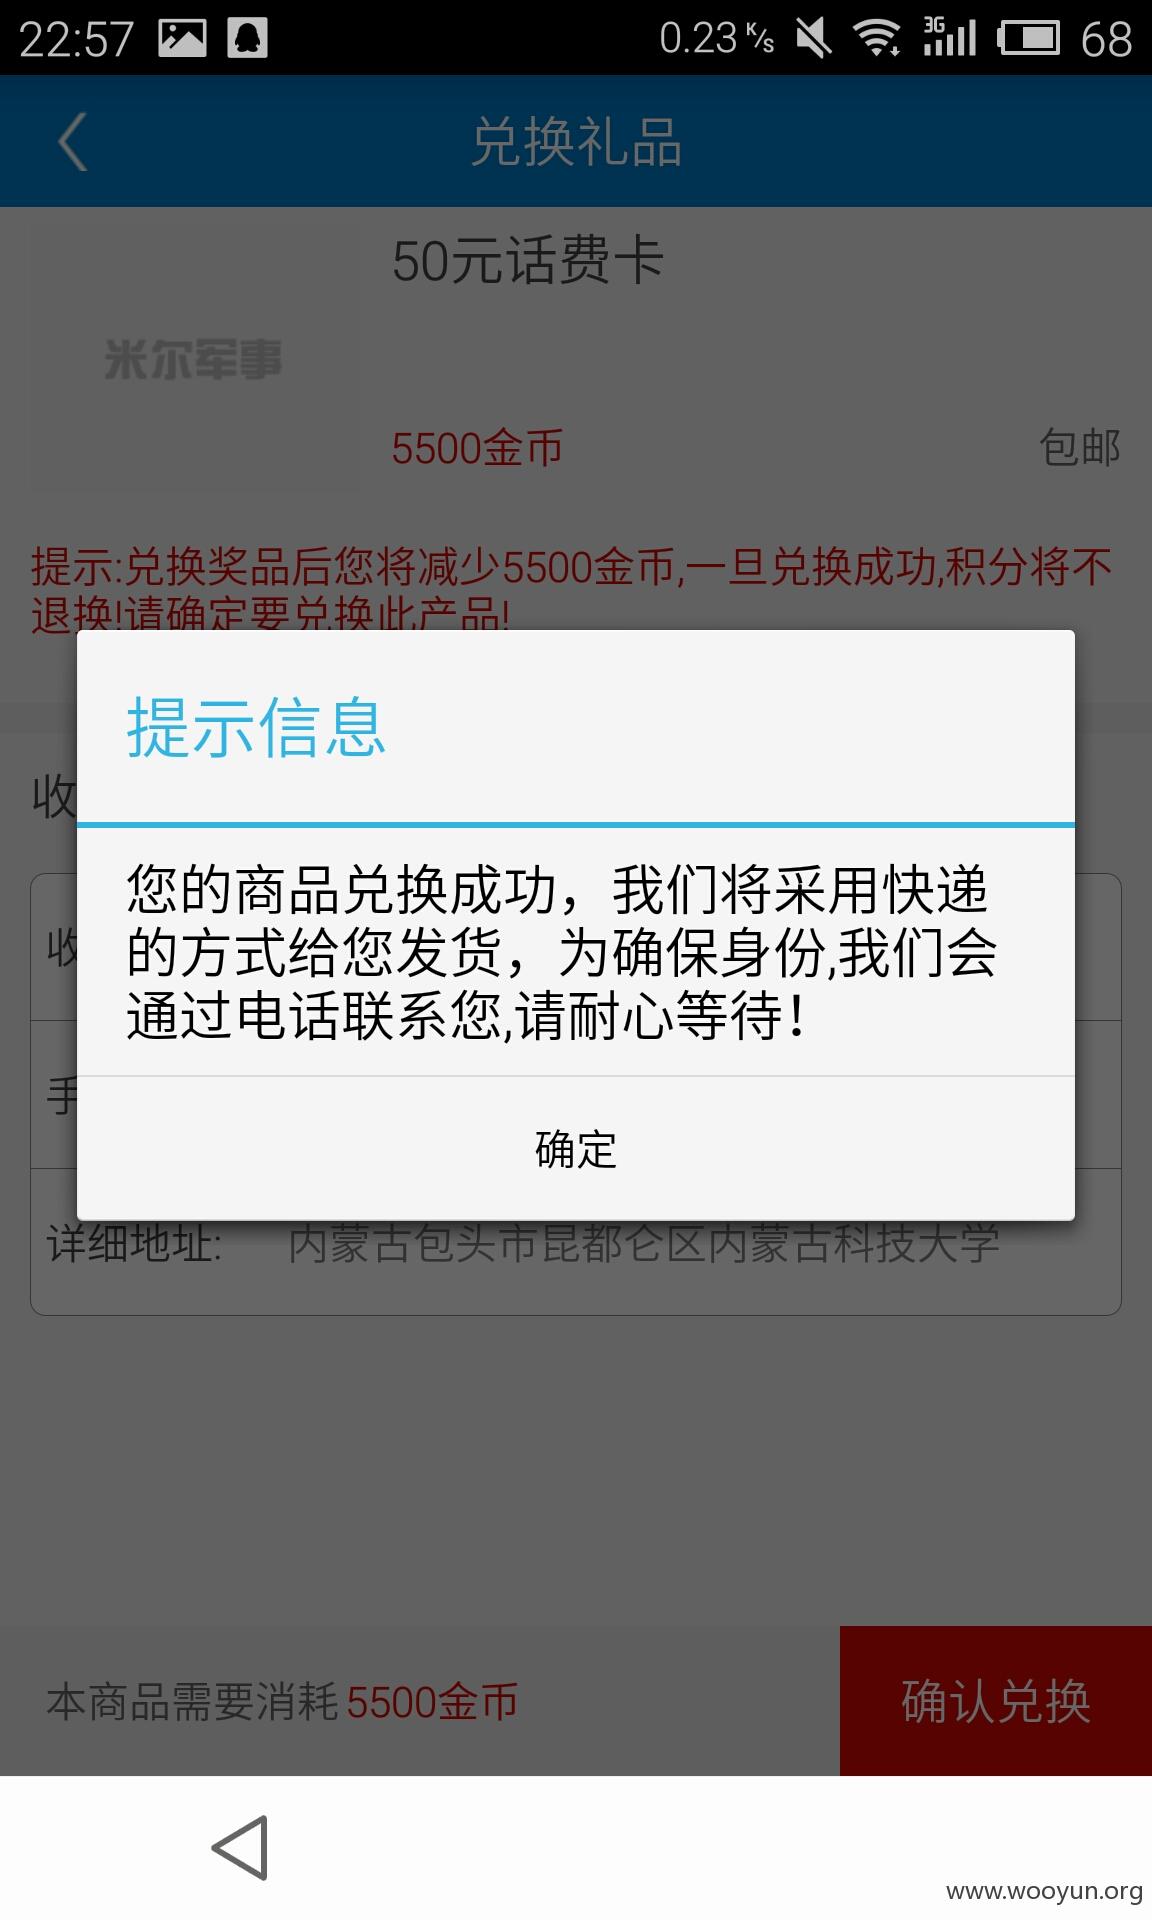 22:57
0.23 K/s 3G 68
兑换礼品
50元话费卡
米尔军事
5500金币
包邮
提示:兑换奖品后您将减少5500金币,一旦兑换成功,积分将不
退换!请确定要兑换此产品!
提示信息
收
您的商品兑换成功，我们将采用快递
的方式给您发货，为确保身份,我们会
通过电话联系您,请耐心等待！
收
手
确定
详细地址: 内蒙古包头市昆都仑区内蒙古科技大学
本商品需要消耗 5500金币
确认兑换
www.wooyun.org